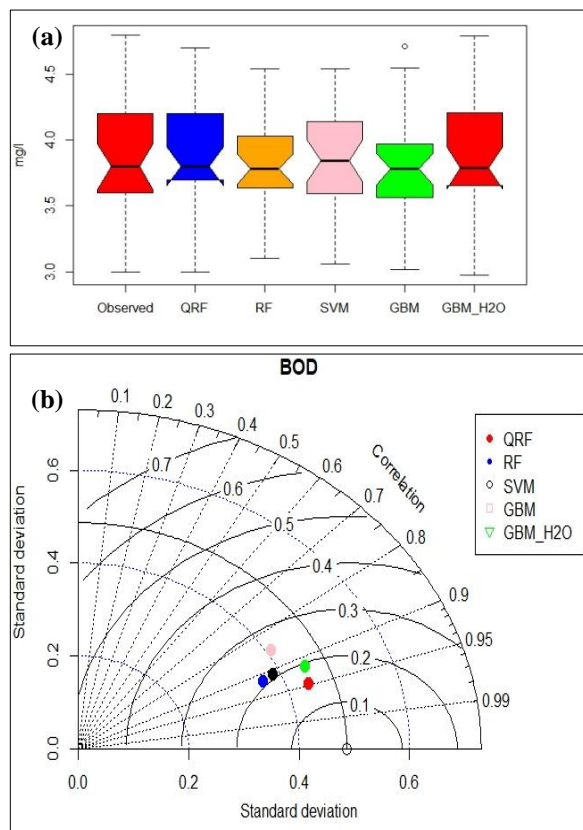 (a)
mg/l
4.5
4.0
3.5
3.0
Observed QRF RF SVM GBM GBM_H2O
BOD
(b)
0.1 0.2 0.3 0.4 0.5 0.6 0.7 0.8 0.9 0.95 0.99
Correlation
0.7 0.6 0.5 0.4 0.3 0.2 0.1
QRF
RF
SVM
GBM
GBM_H2O
Standard deviation
0.6
0.4
0.2
0.0
0.0 0.2 0.4 0.6
Standard deviation